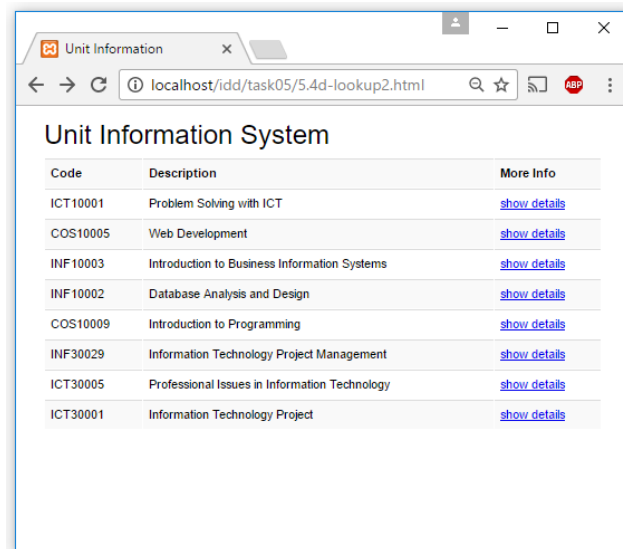 Unit Information
localhost/idd/task05/5.4d-lookup2.html
ABP
Unit Information System
Code Description More Info
ICT10001 Problem Solving with ICT show details
COS10005 Web Development show details
INF10003 Introduction to Business Information Systems show details
INF10002 Database Analysis and Design show details
COS10009 Introduction to Programming show details
INF30029 Information Technology Project Management show details
ICT30005 Professional Issues in Information Technology show details
ICT30001 Information Technology Project show details